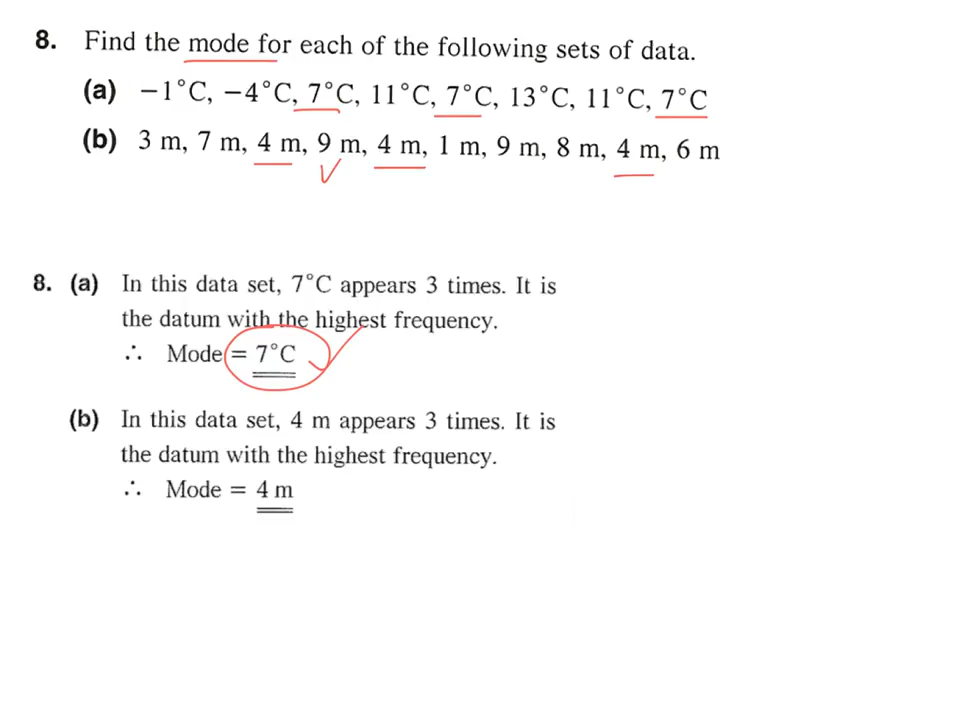 8. Find the mode for each of the following sets of data.
(a) −1°C, −4°C, 7°C, 11°C, 7°C, 13°C, 11°C, 7°C
(b) 3 m, 7 m, 4 m, 9 m, 4 m, 1 m, 9 m, 8 m, 4 m, 6 m
8. (a) In this data set, 7°C appears 3 times. It is
the datum with the highest frequency.
∴ Mode = 7°C
(b) In this data set, 4 m appears 3 times. It is
the datum with the highest frequency.
∴ Mode = 4 m